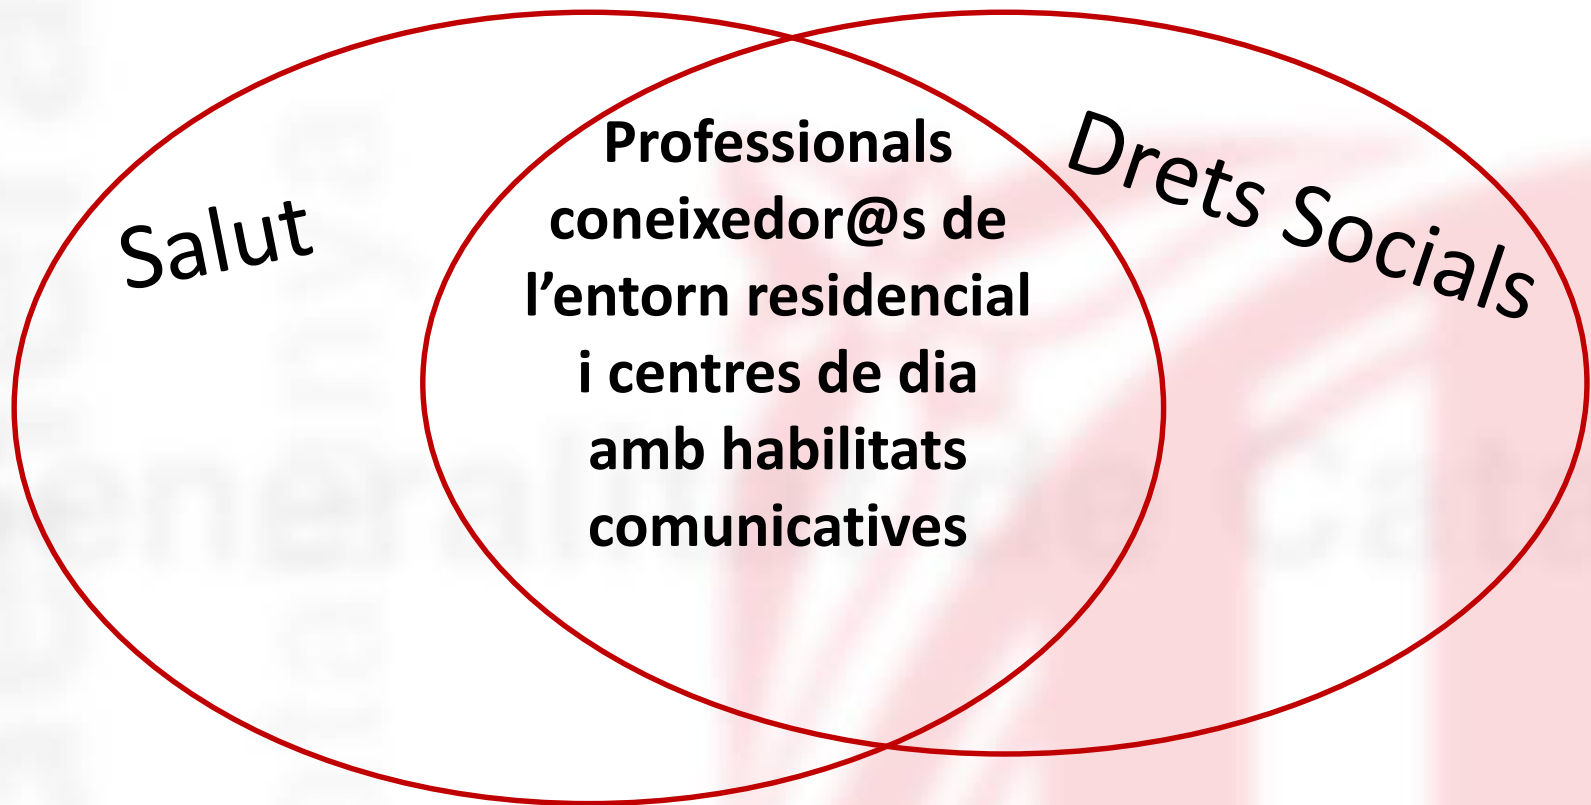 Salut
Professionals
coneixedor@s de
l’entorn residencial
i centres de dia
amb habilitats
comunicatives
Drets Socials